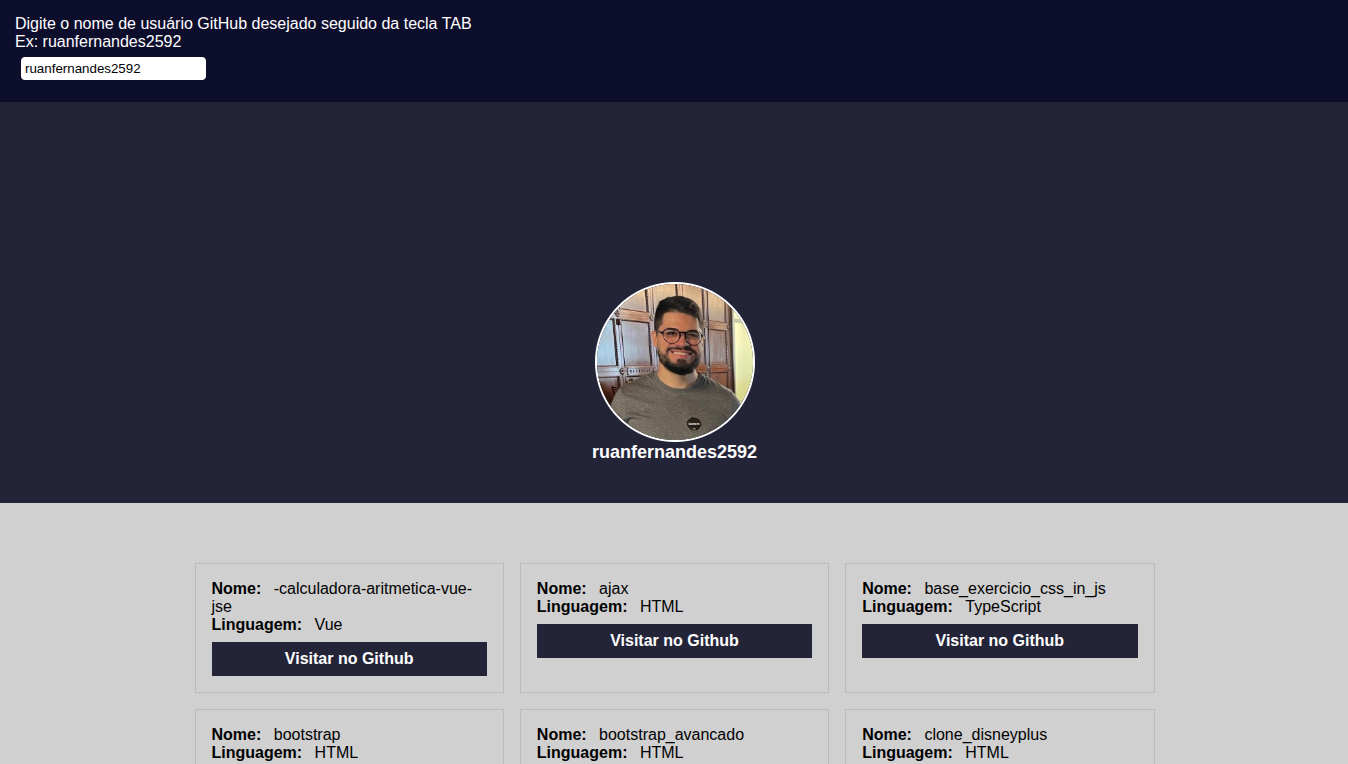 Digite o nome de usuário GitHub desejado seguido da tecla TAB
Ex: ruanfernandes2592
ruanfernandes2592
ruanfernandes2592
Nome: -calculadora-aritmetica-vue-
jse
Linguagem: Vue
Visitar no Github
Nome: ajax
Linguagem: HTML
Visitar no Github
Nome: base_exercicio_css_in_js
Linguagem: TypeScript
Visitar no Github
Nome: bootstrap
Linguagem: HTML
Nome: bootstrap_avancado
Linguagem: HTML
Nome: clone_disneyplus
Linguagem: HTML